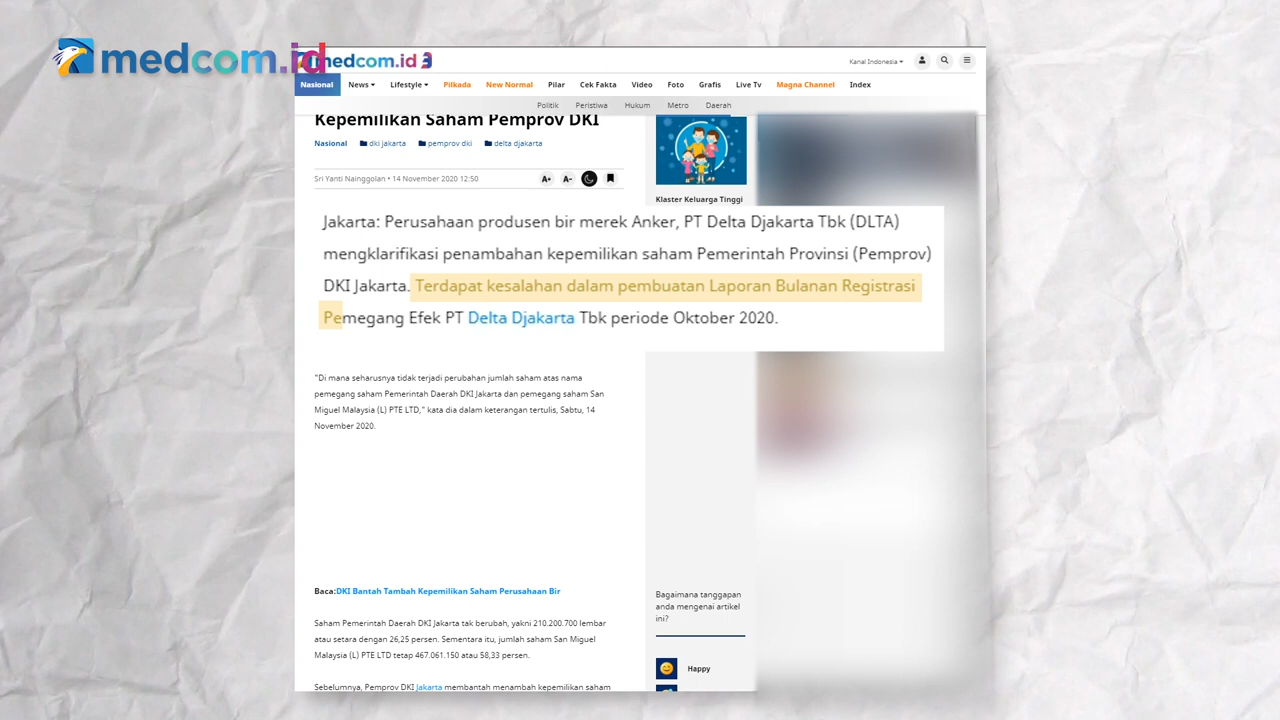 medcom.id
medcom.id
Kanal Indonesia
Nasional News Lifestyle Pilkada New Normal Pilar Cek Fakta Video Foto Grafis Live Tv Magna Channel Index
Politik Peristiwa Hukum Metro Daerah
Kepemilikan Saham Pemprov DKI
Nasional dki jakarta pemprov dki delta djakarta
Sri Yanti Nainggolan • 14 November 2020 12:50
A+ A-
Klaster Keluarga Tinggi
Jakarta: Perusahaan produsen bir merek Anker, PT Delta Djakarta Tbk (DLTA)
mengklarifikasi penambahan kepemilikan saham Pemerintah Provinsi (Pemprov)
DKI Jakarta. Terdapat kesalahan dalam pembuatan Laporan Bulanan Registrasi
Pemegang Efek PT Delta Djakarta Tbk periode Oktober 2020.
"Di mana seharusnya tidak terjadi perubahan jumlah saham atas nama
pemegang saham Pemerintah Daerah DKI Jakarta dan pemegang saham San
Miguel Malaysia (L) PTE LTD," kata dia dalam keterangan tertulis, Sabtu, 14
November 2020.
Baca:DKI Bantah Tambah Kepemilikan Saham Perusahaan Bir
Saham Pemerintah Daerah DKI Jakarta tak berubah, yakni 210.200.700 lembar
atau setara dengan 26,25 persen. Sementara itu, jumlah saham San Miguel
Malaysia (L) PTE LTD tetap 467.061.150 atau 58,33 persen.
Sebelumnya, Pemprov DKI Jakarta membantah menambah kepemilikan saham
Bagaimana tanggapan
anda mengenai artikel
ini?
Happy